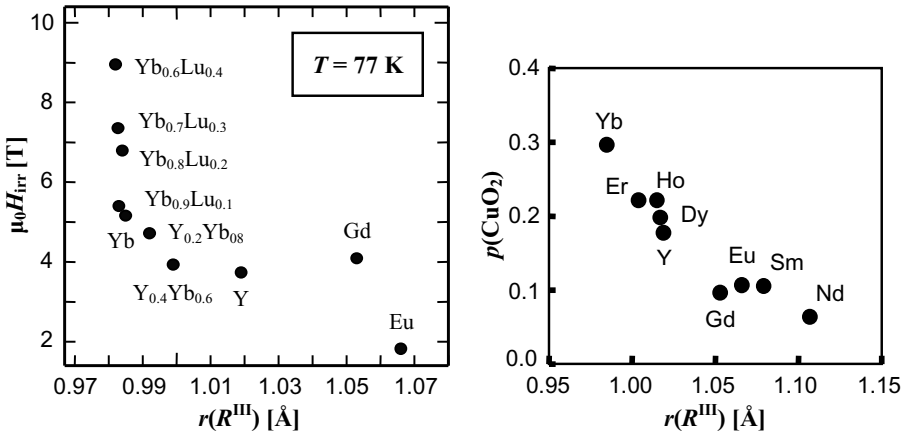 10
8
6
4
2
μ₀H_irr [T]
T = 77 K
Yb₀.₆Lu₀.₄
Yb₀.₇Lu₀.₃
Yb₀.₈Lu₀.₂
Yb₀.₉Lu₀.₁
Yb
Y₀.₂Yb₀₈
Y₀.₄Yb₀.₆
Y
Gd
Eu
0.97 0.99 1.01 1.03 1.05 1.07
r(Rᴵᴵᴵ) [Å]
0.4
0.3
0.2
0.1
0.0
p(CuO₂)
Yb
Er
Ho
Dy
Y
Eu
Sm
Gd
Nd
0.95 1.00 1.05 1.10 1.15
r(Rᴵᴵᴵ) [Å]